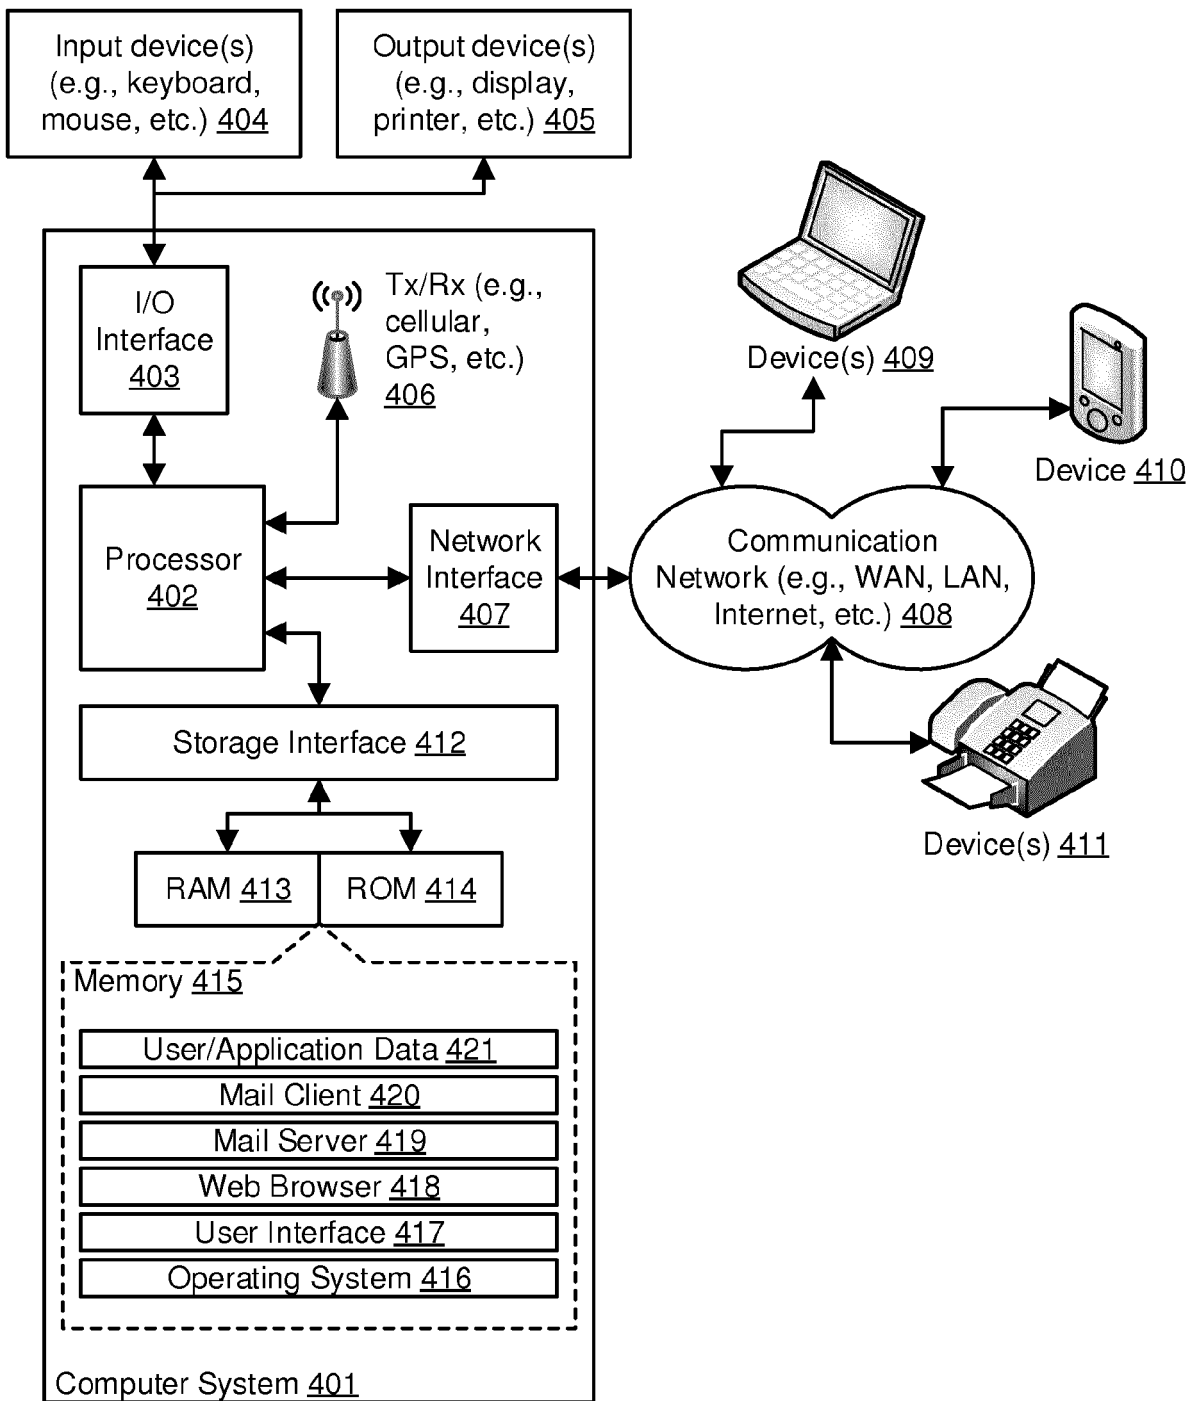 Input device(s)
(e.g., keyboard,
mouse, etc.) 404
Output device(s)
(e.g., display,
printer, etc.) 405
I/O
Interface
403
Tx/Rx (e.g.,
cellular,
GPS, etc.)
406
Device(s) 409
Device 410
Processor
402
Network
Interface
407
Communication
Network (e.g., WAN, LAN,
Internet, etc.) 408
Storage Interface 412
Device(s) 411
RAM 413
ROM 414
Memory 415
User/Application Data 421
Mail Client 420
Mail Server 419
Web Browser 418
User Interface 417
Operating System 416
Computer System 401